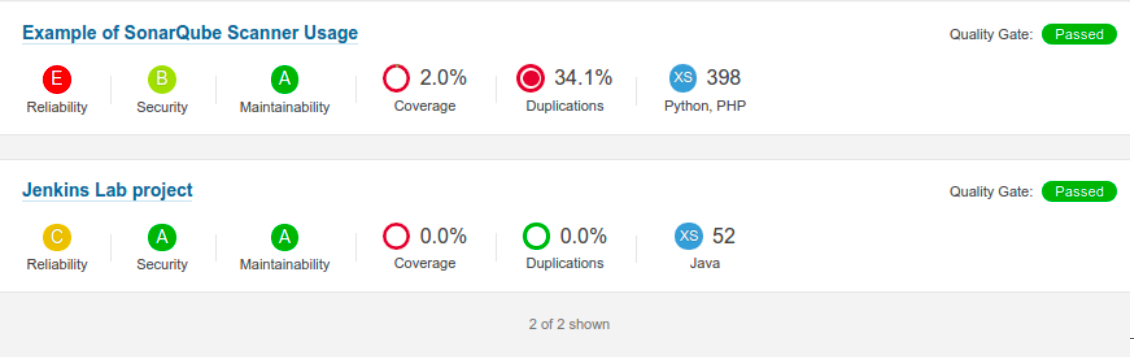 Example of SonarQube Scanner Usage Quality Gate: Passed
E B A 2.0% 34.1% XS 398
Reliability Security Maintainability Coverage Duplications Python, PHP
Jenkins Lab project Quality Gate: Passed
C A A 0.0% 0.0% XS 52
Reliability Security Maintainability Coverage Duplications Java
2 of 2 shown